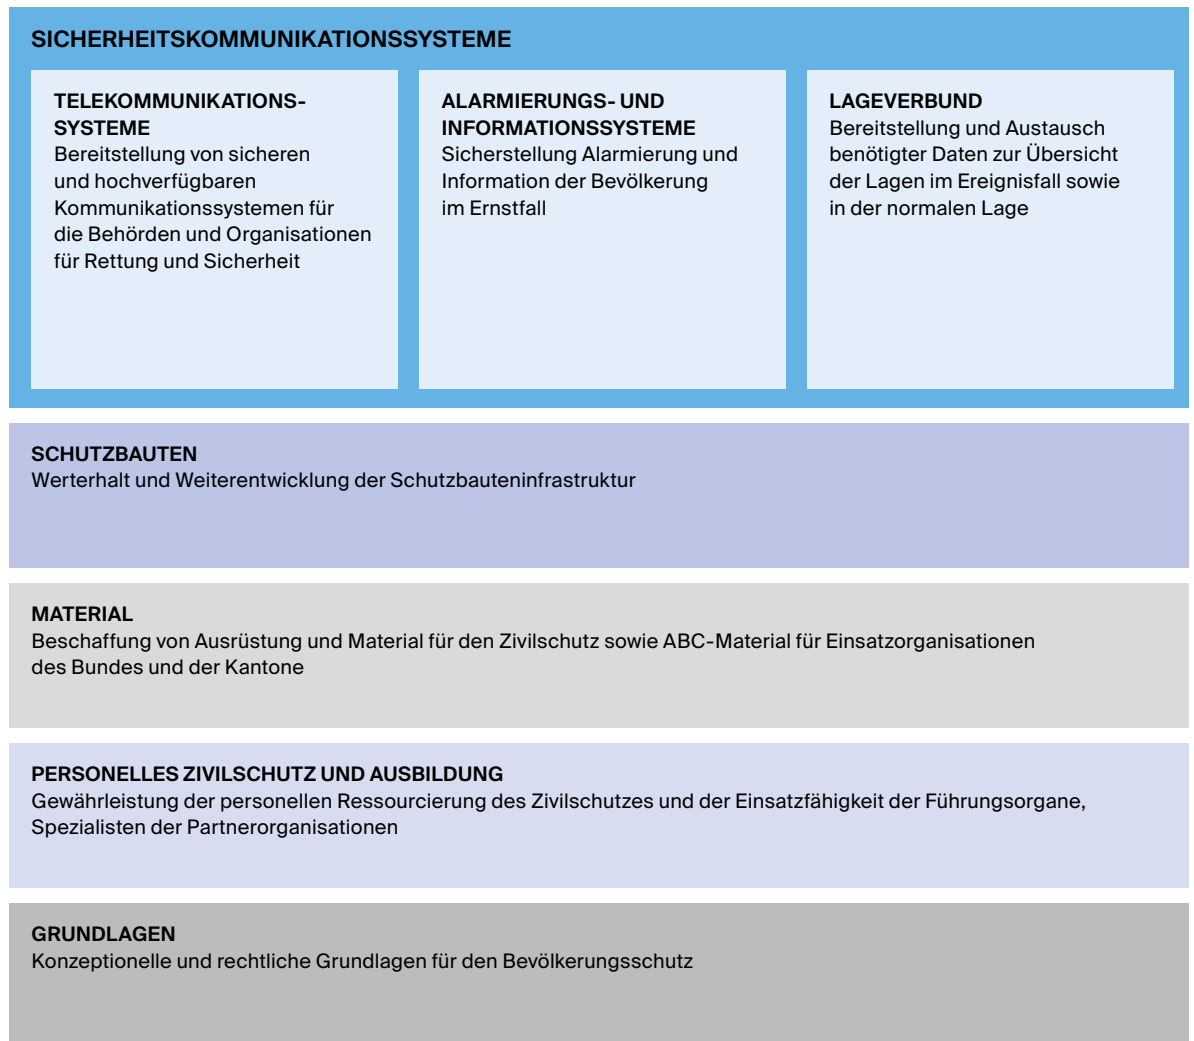 SICHERHEITSKOMMUNIKATIONSSYSTEME
TELEKOMMUNIKATIONS-
SYSTEME
Bereitstellung von sicheren
und hochverfügbaren
Kommunikationssystemen für
die Behörden und Organisationen
für Rettung und Sicherheit
ALARMIERUNGS- UND
INFORMATIONSSYSTEME
Sicherstellung Alarmierung und
Information der Bevölkerung
im Ernstfall
LAGEVERBUND
Bereitstellung und Austausch
benötigter Daten zur Übersicht
der Lagen im Ereignisfall sowie
in der normalen Lage
SCHUTZBAUTEN
Werterhalt und Weiterentwicklung der Schutzbauteninfrastruktur
MATERIAL
Beschaffung von Ausrüstung und Material für den Zivilschutz sowie ABC-Material für Einsatzorganisationen
des Bundes und der Kantone
PERSONELLES ZIVILSCHUTZ UND AUSBILDUNG
Gewährleistung der personellen Ressourcierung des Zivilschutzes und der Einsatzfähigkeit der Führungsorgane,
Spezialisten der Partnerorganisationen
GRUNDLAGEN
Konzeptionelle und rechtliche Grundlagen für den Bevölkerungsschutz